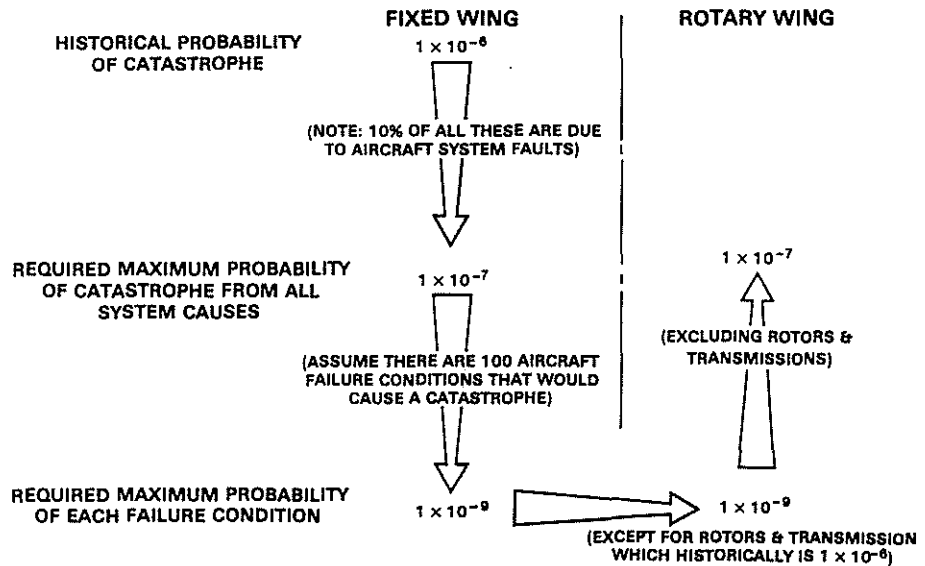 FIXED WING
ROTARY WING
HISTORICAL PROBABILITY
OF CATASTROPHE
1 × 10⁻⁶
(NOTE: 10% OF ALL THESE ARE DUE
TO AIRCRAFT SYSTEM FAULTS)
REQUIRED MAXIMUM PROBABILITY
OF CATASTROPHE FROM ALL
SYSTEM CAUSES
1 × 10⁻⁷
1 × 10⁻⁷
(ASSUME THERE ARE 100 AIRCRAFT
FAILURE CONDITIONS THAT WOULD
CAUSE A CATASTROPHE)
(EXCLUDING ROTORS &
TRANSMISSIONS)
REQUIRED MAXIMUM PROBABILITY
OF EACH FAILURE CONDITION
1 × 10⁻⁹
1 × 10⁻⁹
(EXCEPT FOR ROTORS & TRANSMISSION
WHICH HISTORICALLY IS 1 × 10⁻⁶)